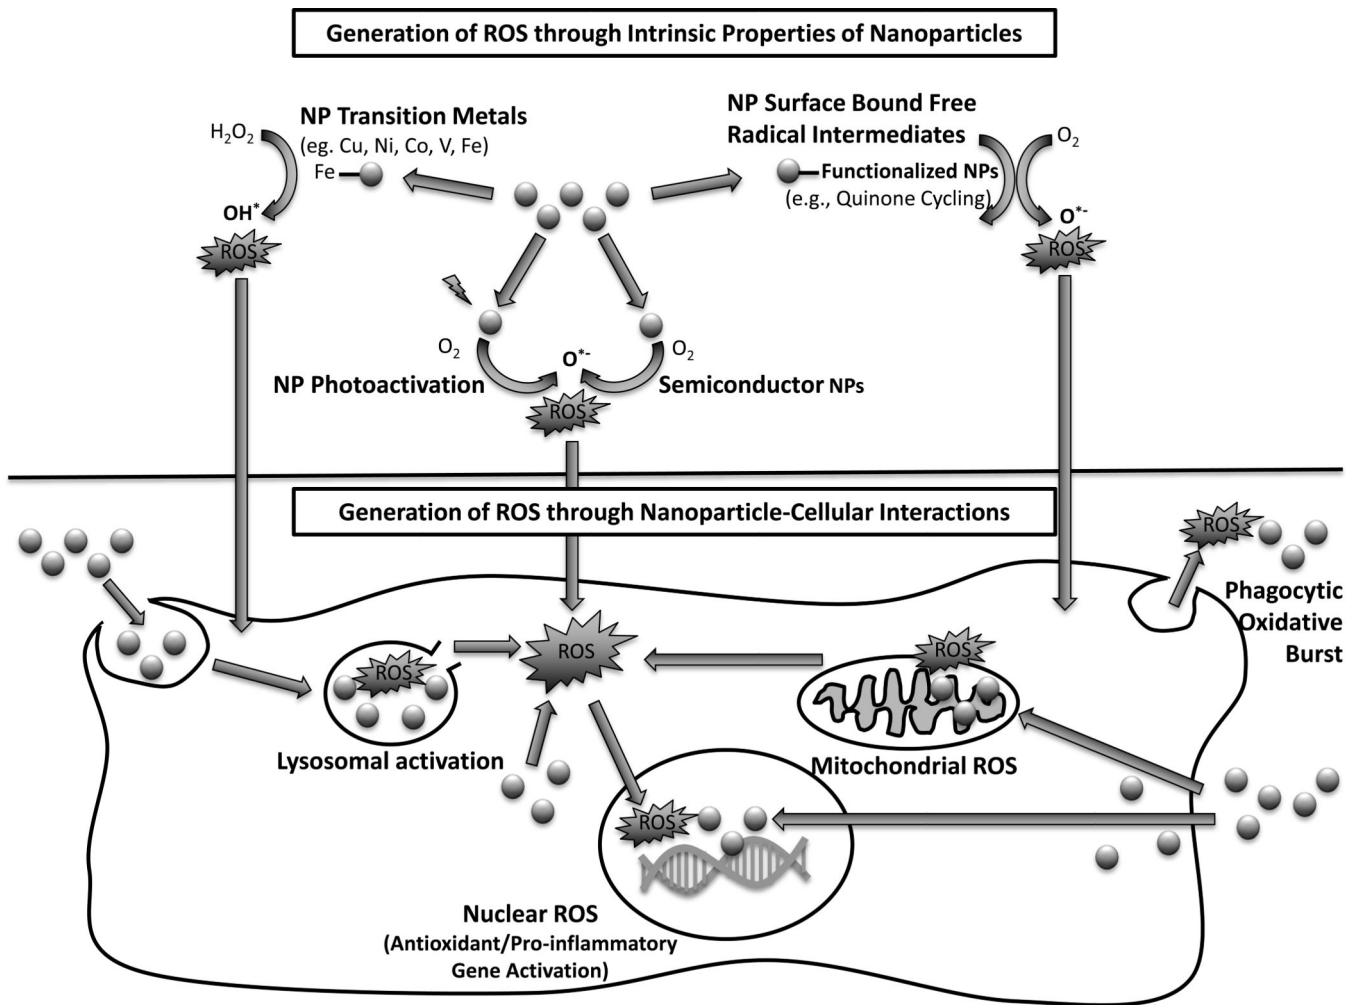 Generation of ROS through Intrinsic Properties of Nanoparticles
NP Transition Metals
(eg. Cu, Ni, Co, V, Fe)
H2O2
Fe
OH*
ROS
NP Surface Bound Free
Radical Intermediates
Functionalized NPs
(e.g., Quinone Cycling)
O2
O*-
ROS
O2
O*-
O2
NP Photoactivation
Semiconductor NPs
ROS
Generation of ROS through Nanoparticle-Cellular Interactions
ROS
Phagocytic
Oxidative
Burst
ROS
Lysosomal activation
ROS
ROS
Mitochondrial ROS
ROS
Nuclear ROS
(Antioxidant/Pro-inflammatory
Gene Activation)